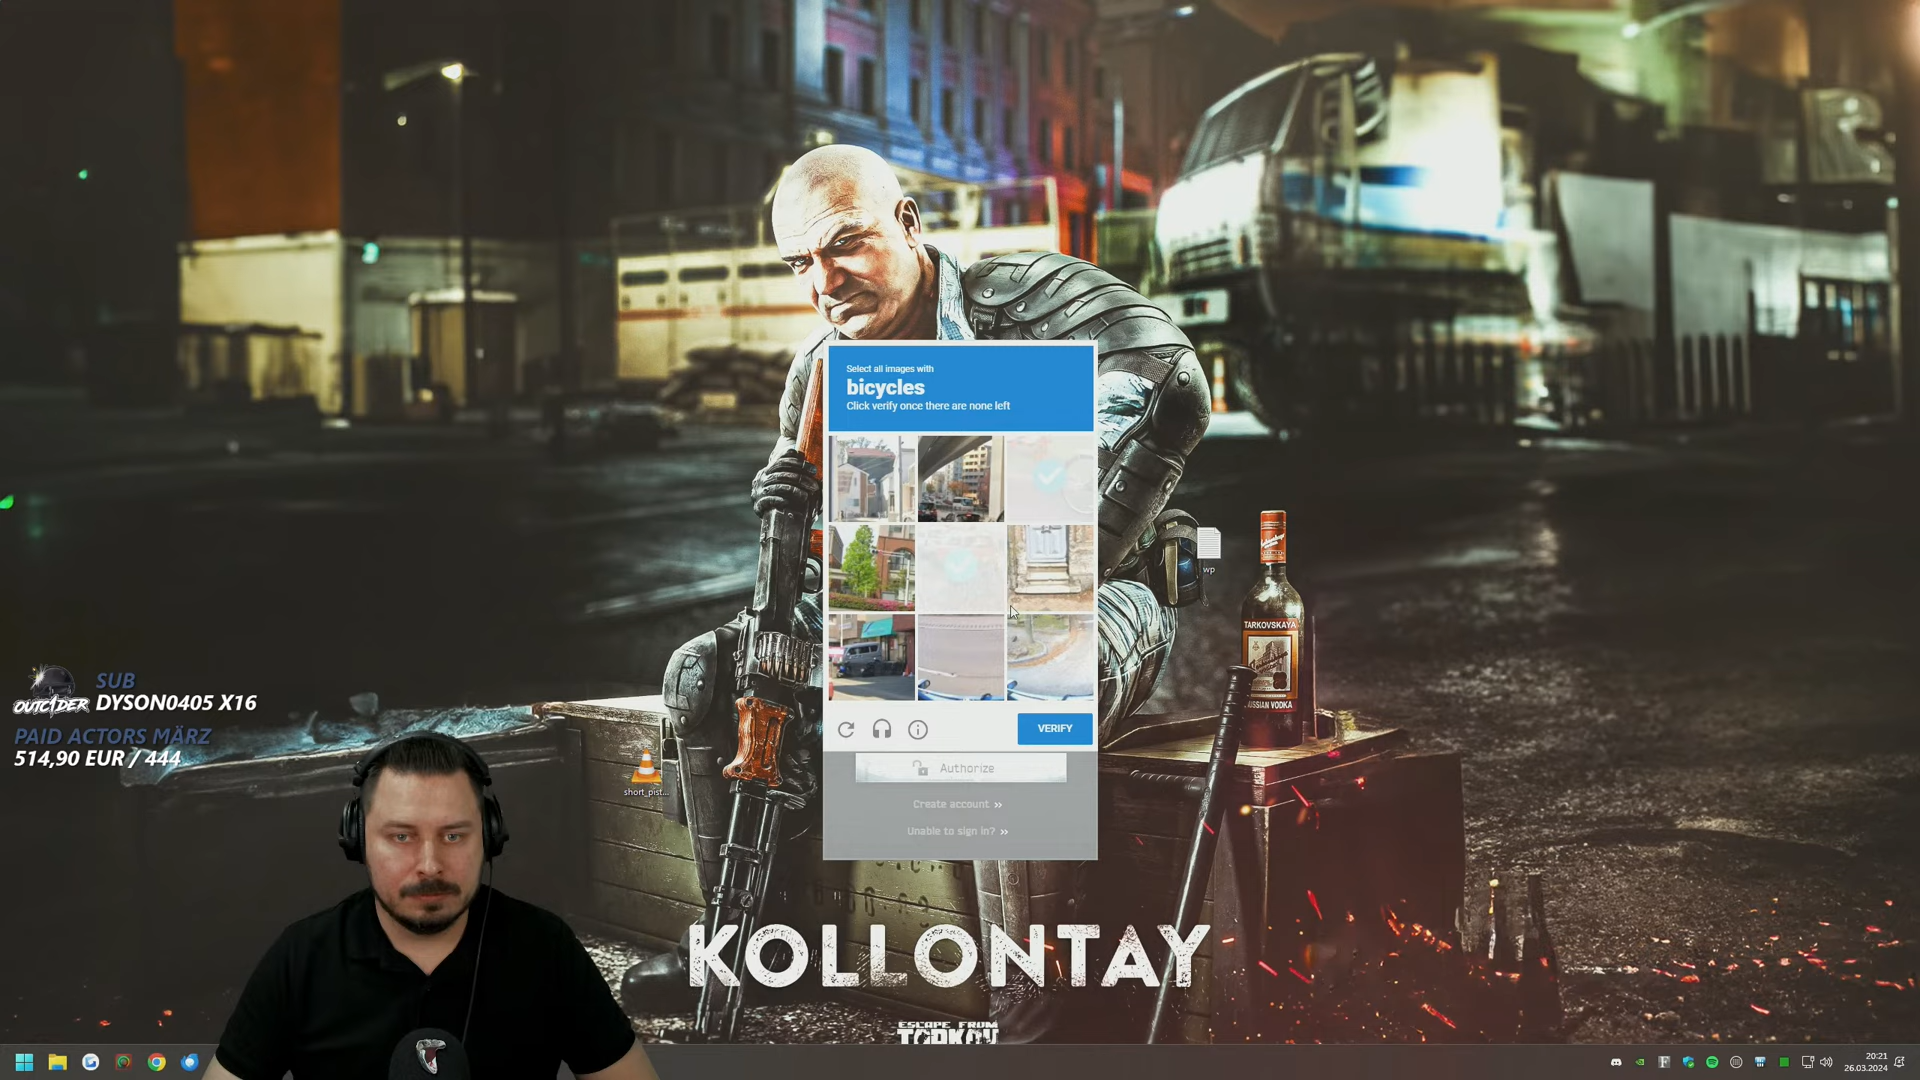 Select all images with
bicycles
Click verify once there are none left
VERIFY
Authorize
Create account »
Unable to sign in? »
wp
TARKOVSKAYA
RUSSIAN VODKA
SUB
OUTC4DER
DYSON0405 X16
PAID ACTORS MÄRZ
514,90 EUR / 444
short_pist...
KOLLONTAY
ESCAPE FROM
TARKOV
20:21
26.03.2024